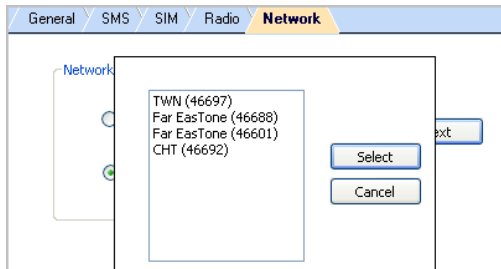 General SMS SIM Radio Network
Network
TWN (46697)
Far EasTone (46688)
Far EasTone (46601)
CHT (46692)
ext
Select
Cancel